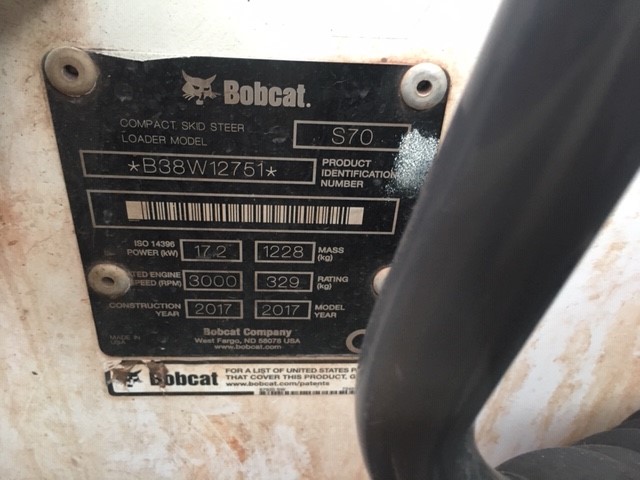 Bobcat.
COMPACT SKID STEER
LOADER MODEL
S70
*B38W12751*
PRODUCT
IDENTIFICATION
NUMBER
ISO 14396
POWER (kW)
17.2
1228
MASS
(kg)
ENGINE
SPEED (RPM)
3000
329
RATING
(kg)
CONSTRUCTION
YEAR
2017
2017
MODEL
YEAR
MADE IN
USA
Bobcat Company
West Fargo, ND 58078 USA
www.bobcat.com
Bobcat
FOR A LIST OF UNITED STATES
THAT COVER THIS PRODUCT,
www.bobcat.com/patents